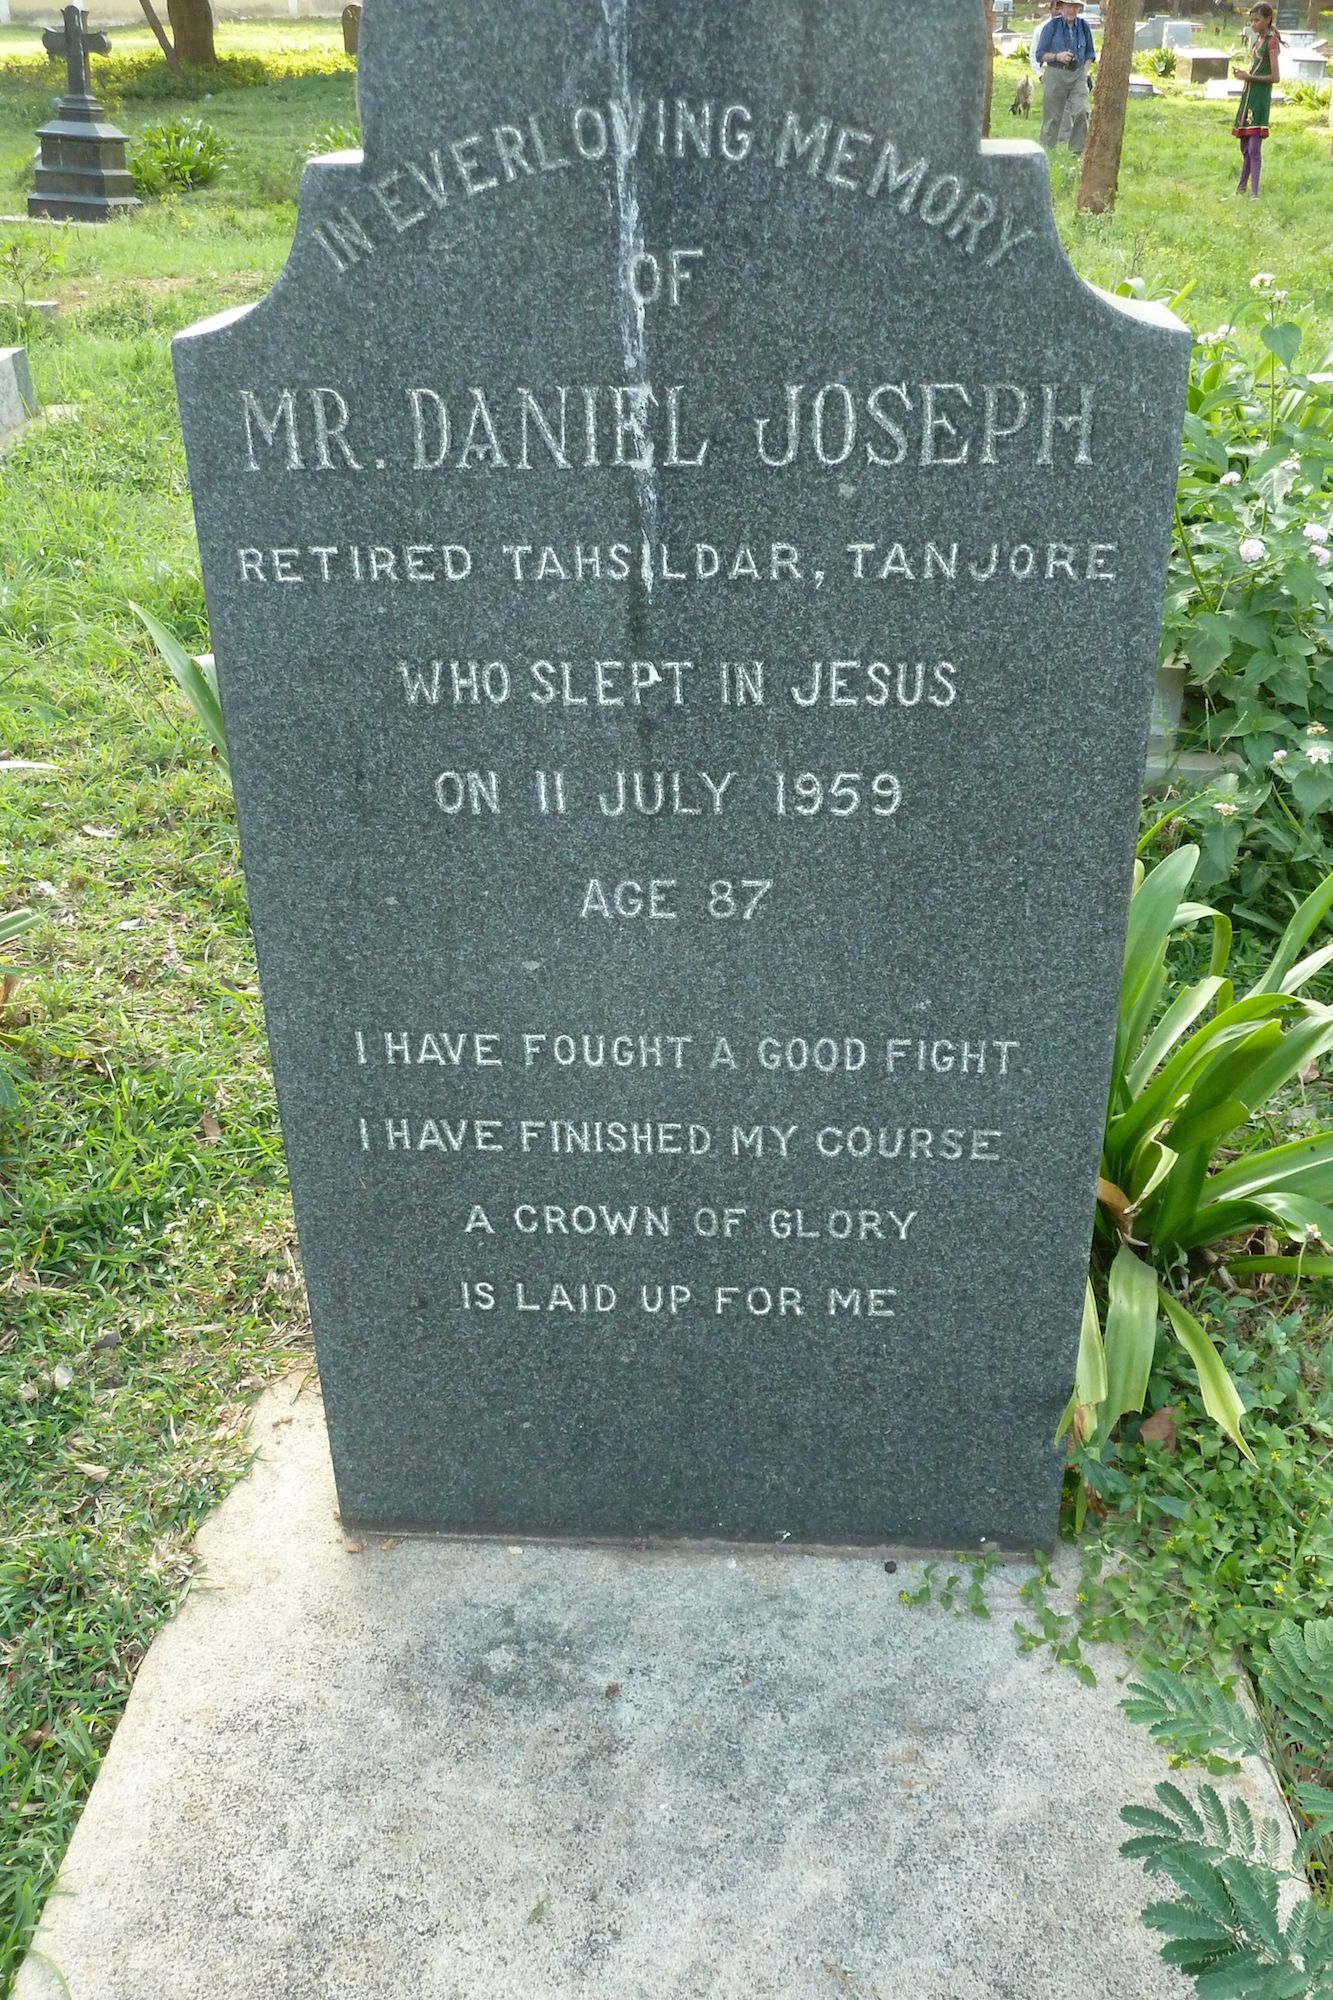 IN EVERLOVING MEMORY
OF
MR. DANIEL JOSEPH
RETIRED TAHSILDAR, TANJORE
WHO SLEPT IN JESUS
ON 11 JULY 1959
AGE 87
I HAVE FOUGHT A GOOD FIGHT
I HAVE FINISHED MY COURSE
A CROWN OF GLORY
IS LAID UP FOR ME